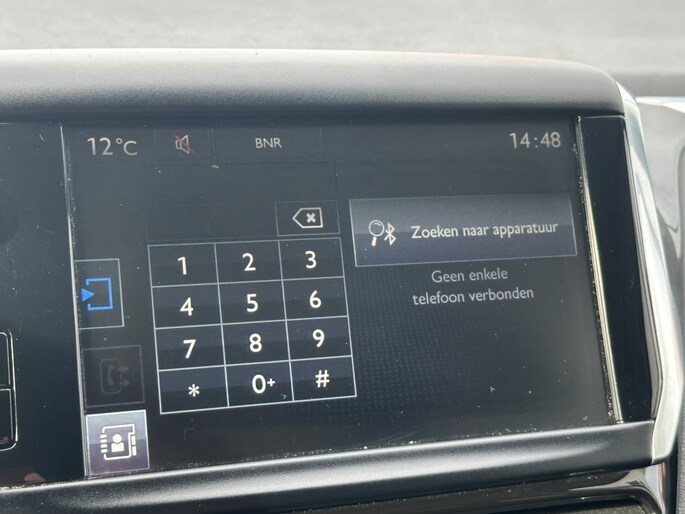 12°C BNR 14:48
Zoeken naar apparatuur
Geen enkele
telefoon verbonden
1 2 3
4 5 6
7 8 9
* 0+ #